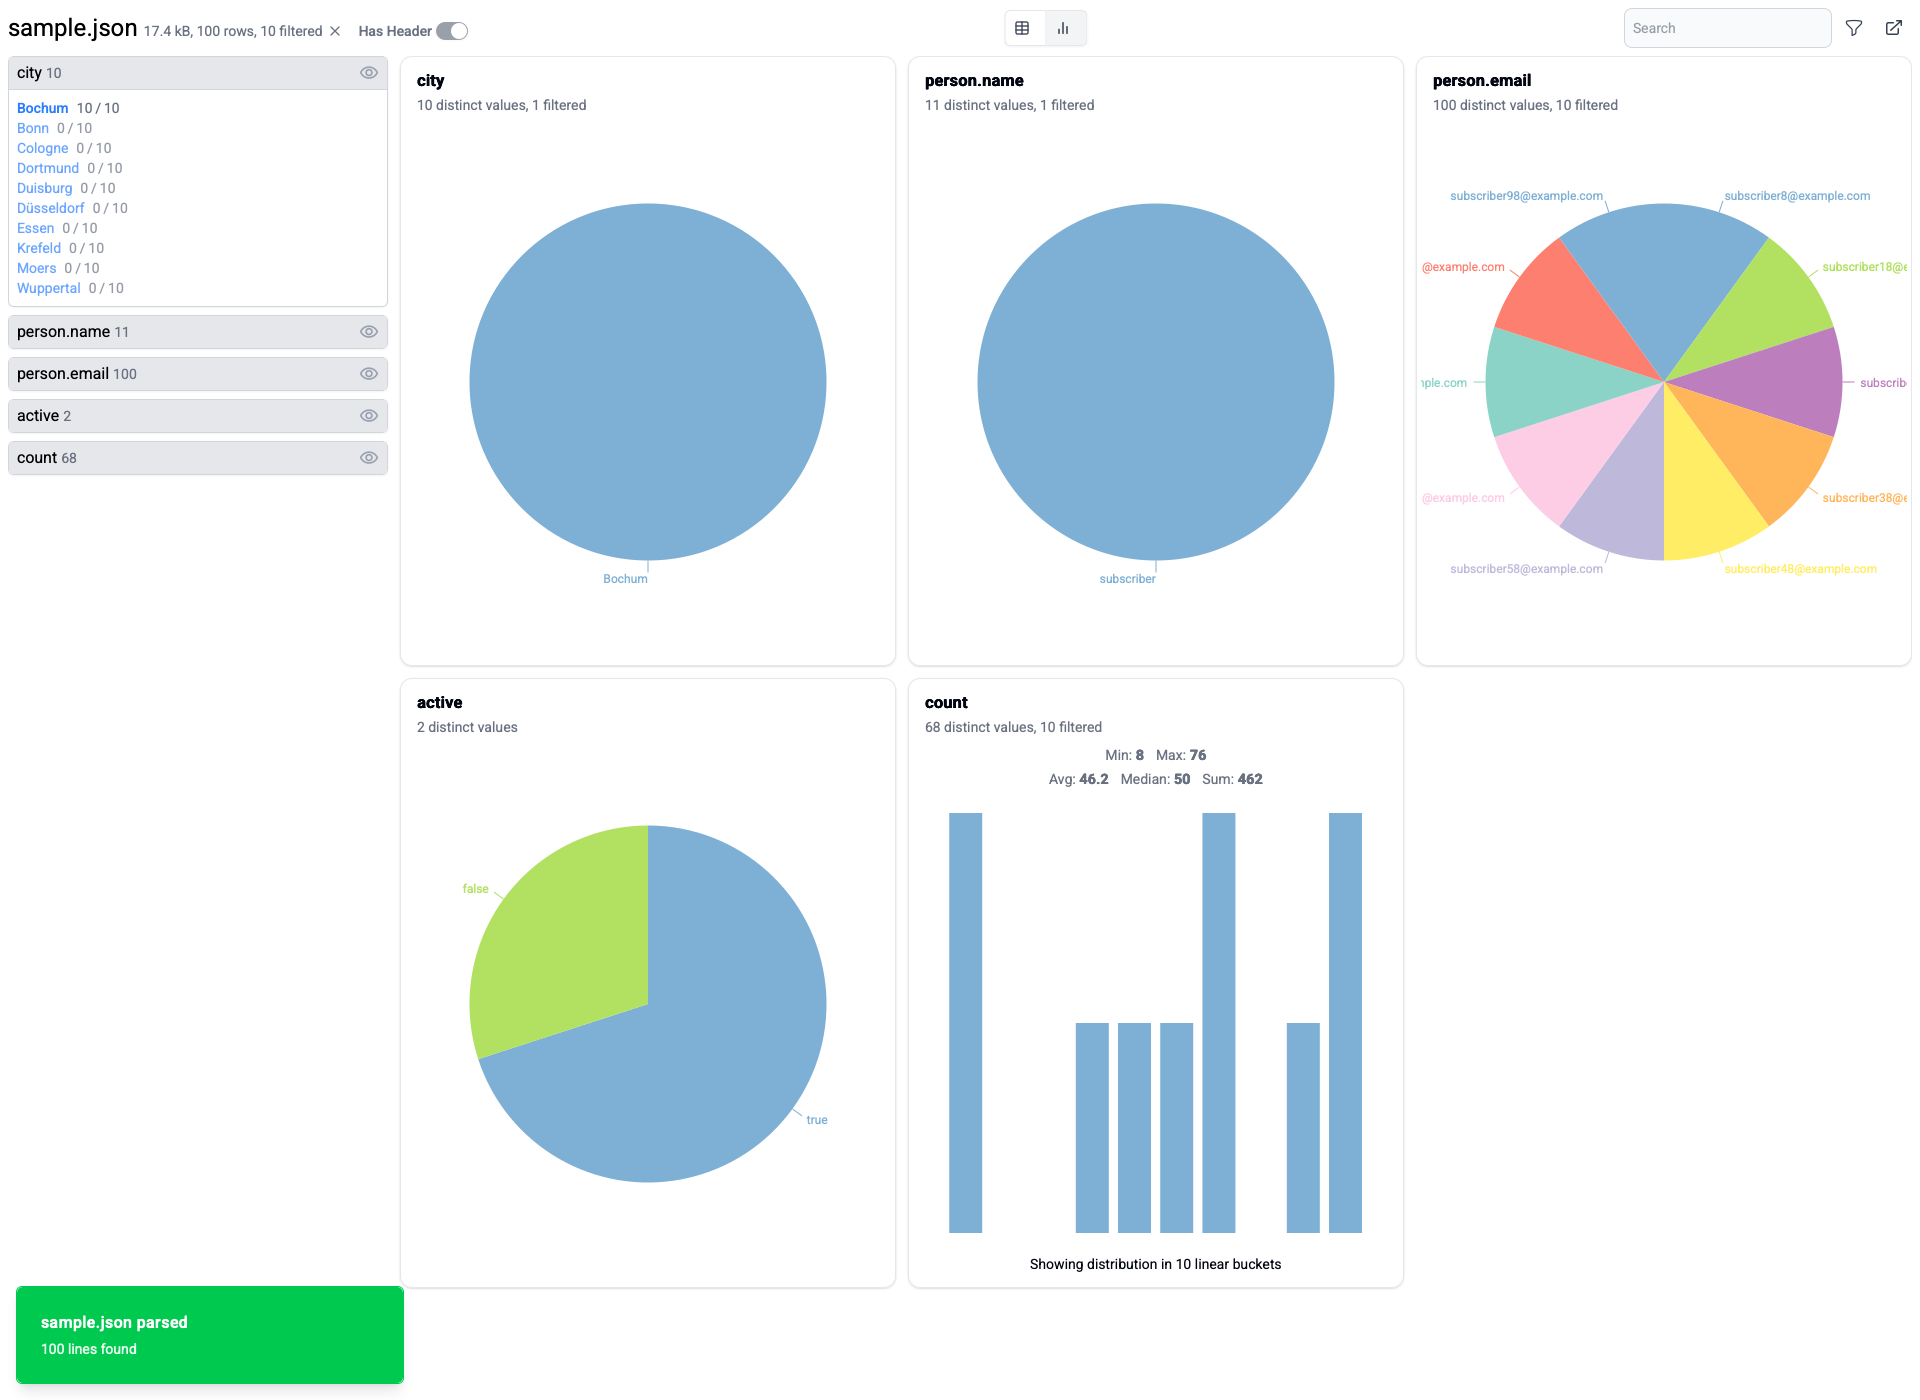 sample.json 17.4 kB, 100 rows, 10 filtered Has Header
Search
city 10
Bochum 10 / 10
Bonn 0 / 10
Cologne 0 / 10
Dortmund 0 / 10
Duisburg 0 / 10
Düsseldorf 0 / 10
Essen 0 / 10
Krefeld 0 / 10
Moers 0 / 10
Wuppertal 0 / 10
person.name 11
person.email 100
active 2
count 68
city
10 distinct values, 1 filtered
Bochum
person.name
11 distinct values, 1 filtered
subscriber
person.email
100 distinct values, 10 filtered
subscriber98@example.com subscriber8@example.com
@example.com subscriber18@e
ple.com subscrib
@example.com subscriber38@e
subscriber58@example.com subscriber48@example.com
active
2 distinct values
false
true
count
68 distinct values, 10 filtered
Min: 8 Max: 76
Avg: 46.2 Median: 50 Sum: 462
Showing distribution in 10 linear buckets
sample.json parsed
100 lines found